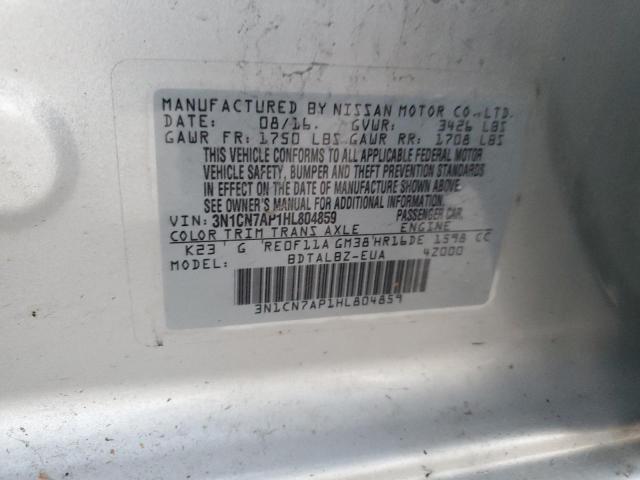 MANUFACTURED BY NISSAN MOTOR CO.,LTD.
DATE: 08/16. GVWR: 3426 LBS
GAWR FR: 1750 LBS GAWR RR: 1708 LBS
THIS VEHICLE CONFORMS TO ALL APPLICABLE FEDERAL MOTOR
VEHICLE SAFETY, BUMPER AND THEFT PREVENTION STANDARDS
IN EFFECT ON THE DATE OF MANUFACTURE SHOWN ABOVE.
SEE OWNER'S MANUAL FOR ADDITIONAL INFORMATION
VIN: 3N1CN7AP1HL804859 PASSENGER CAR.
COLOR TRIM TRANS AXLE ENGINE
K23 G RE0F11A GM38 HR16DE 1598 CC
MODEL: BDTALBZ-EUA 42000
3N1CN7AP1HL804859